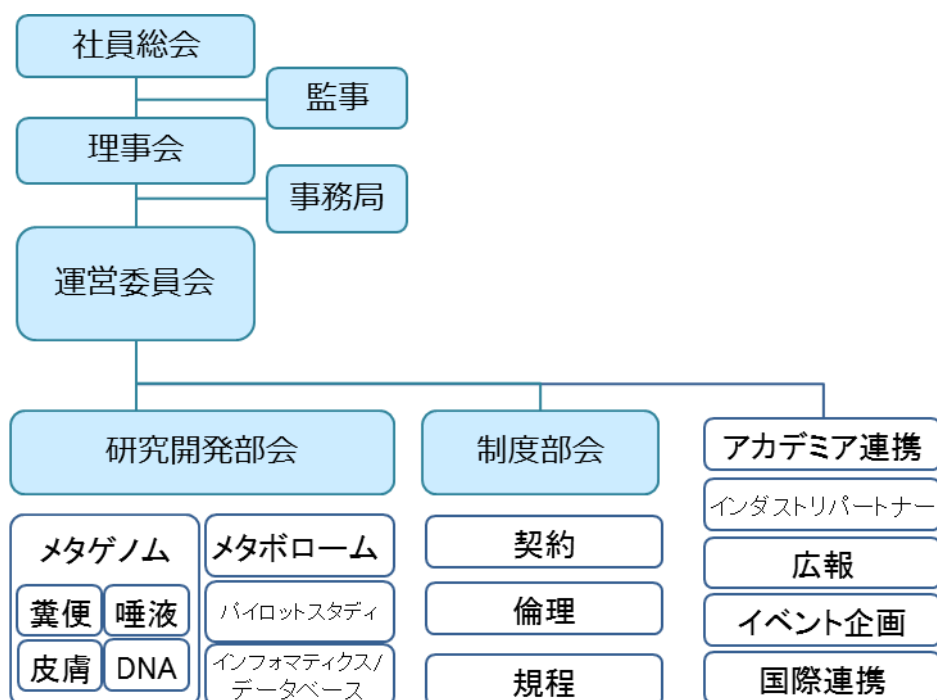 社員総会
監事
理事会
事務局
運営委員会
研究開発部会
制度部会
アカデミア連携
インダストリパートナー
広報
イベント企画
国際連携
メタゲノム
糞便
唾液
皮膚
DNA
メタボローム
パイロットスタディ
インフォマティクス/
データベース
契約
倫理
規程